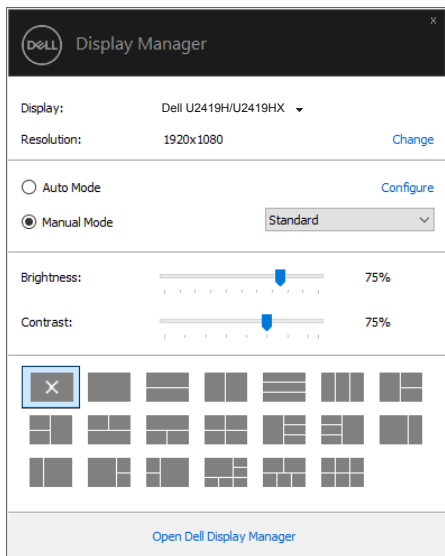 x
DELL Display Manager
Display: Dell U2419H/U2419HX
Resolution: 1920x1080 Change
Auto Mode Configure
Manual Mode Standard
Brightness: 75%
Contrast: 75%
Open Dell Display Manager